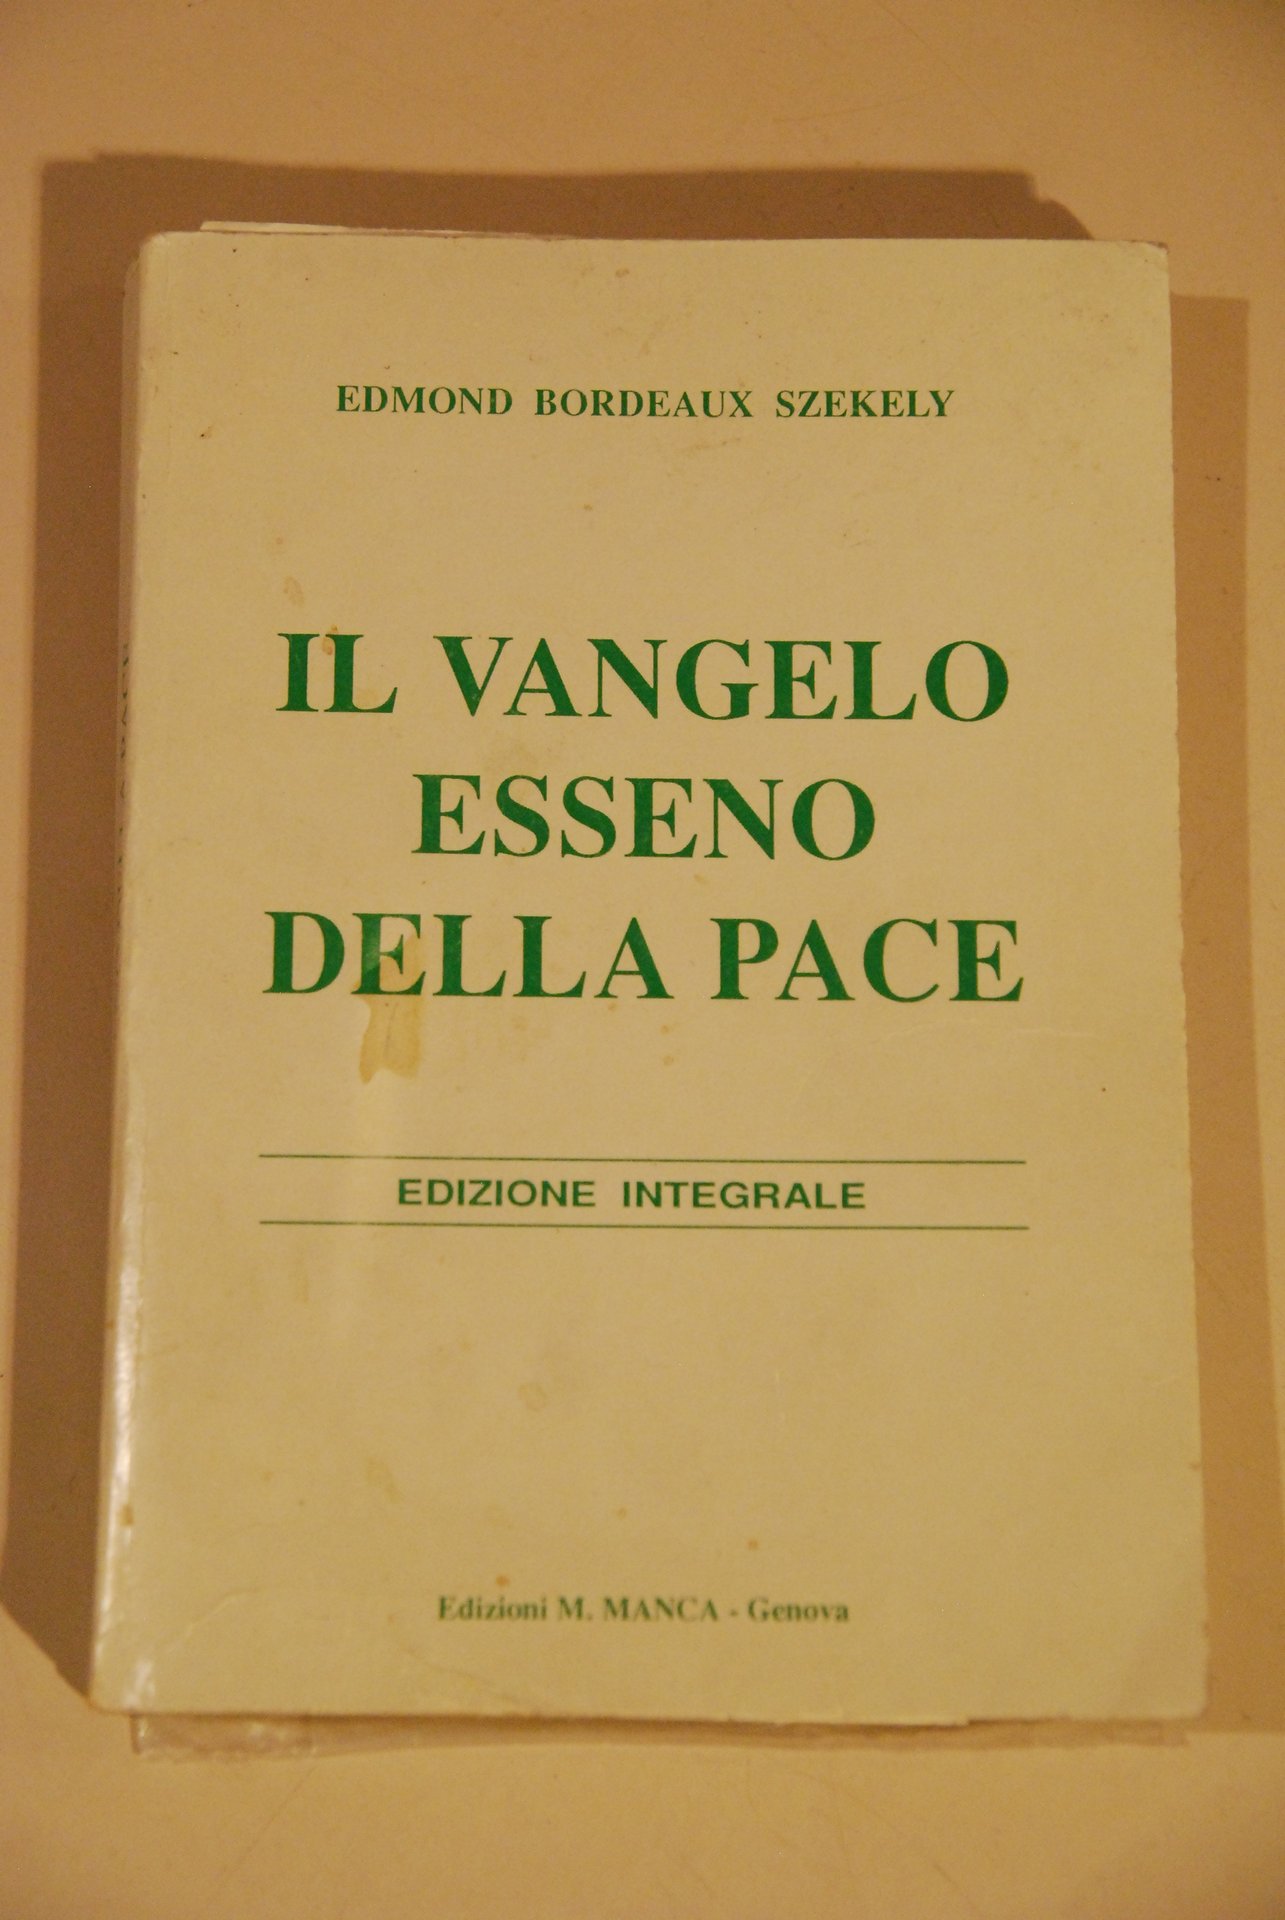 EDMOND BORDEAUX SZEKELY
IL VANGELO
ESSENO
DELLA PACE
EDIZIONE INTEGRALE
Edizioni M. MANCA - Genova